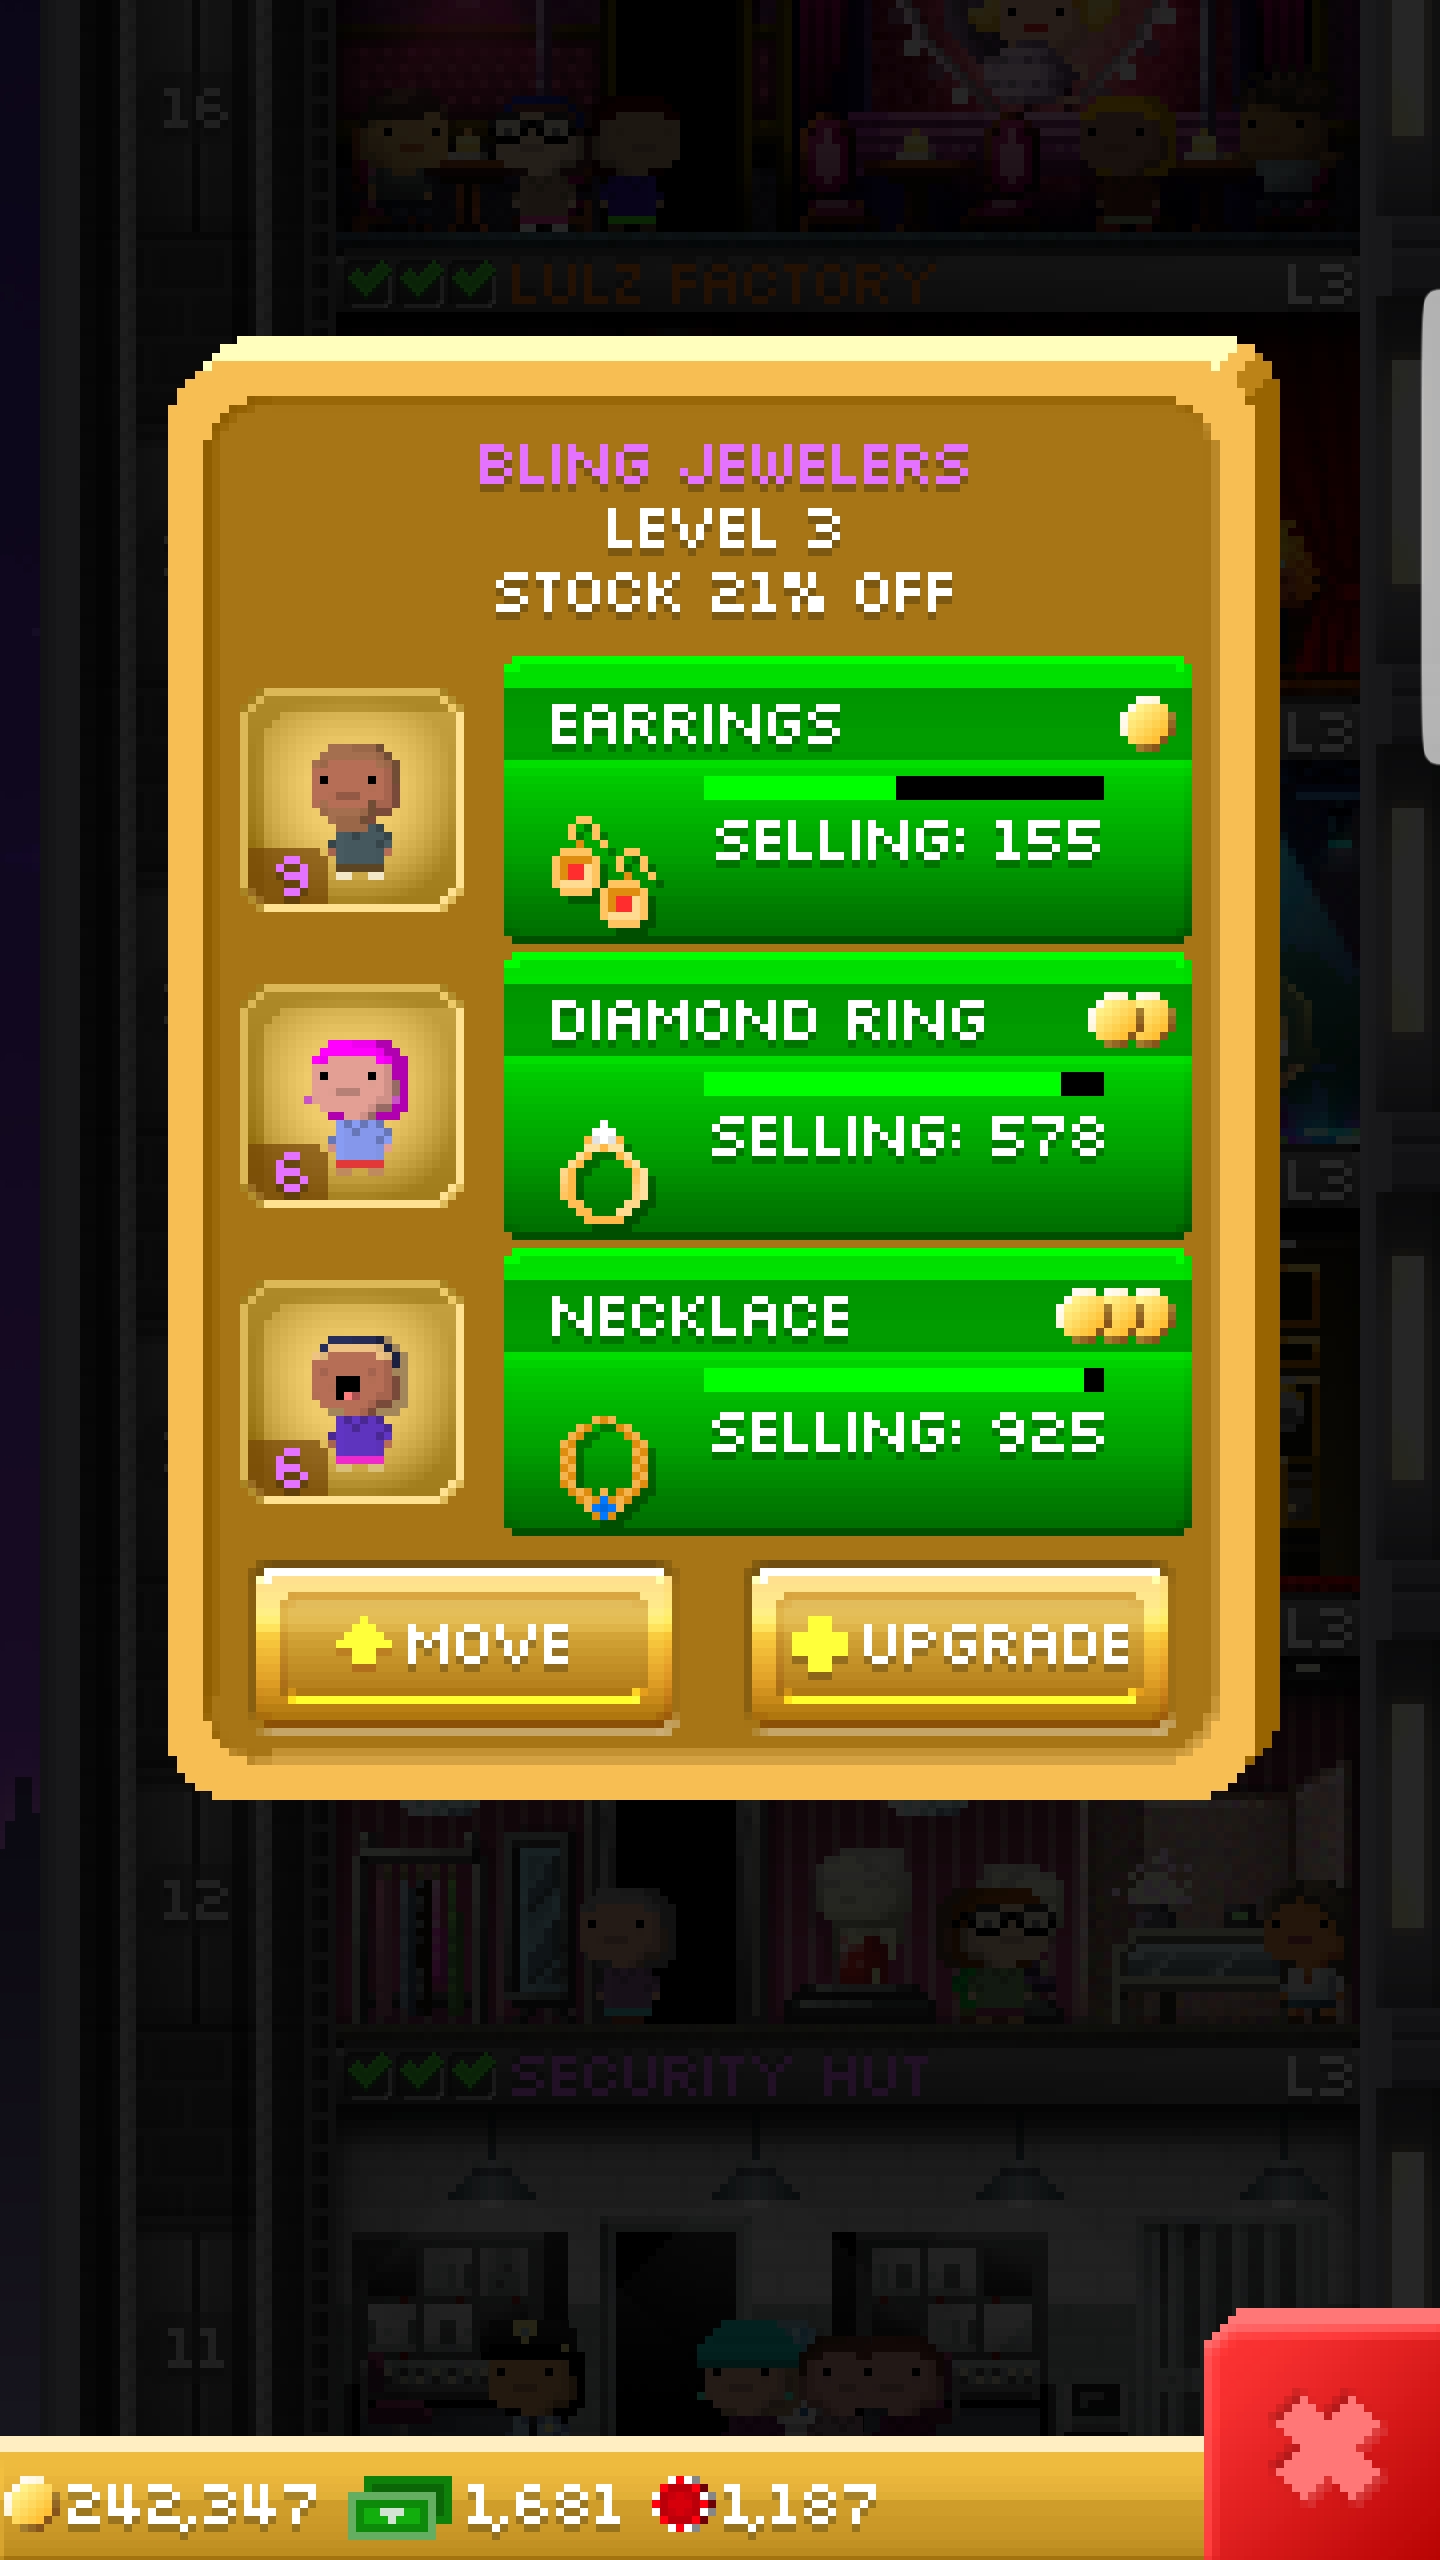 16
LULZ FACTORY L3
BLING JEWELERS
LEVEL 3
STOCK 21% OFF
L3
EARRINGS
SELLING: 155
9
DIAMOND RING
SELLING: 578
6
L3
NECKLACE
SELLING: 925
6
MOVE
UPGRADE
L3
12
SECURITY HUT L3
11
242,347 1,681 1,187